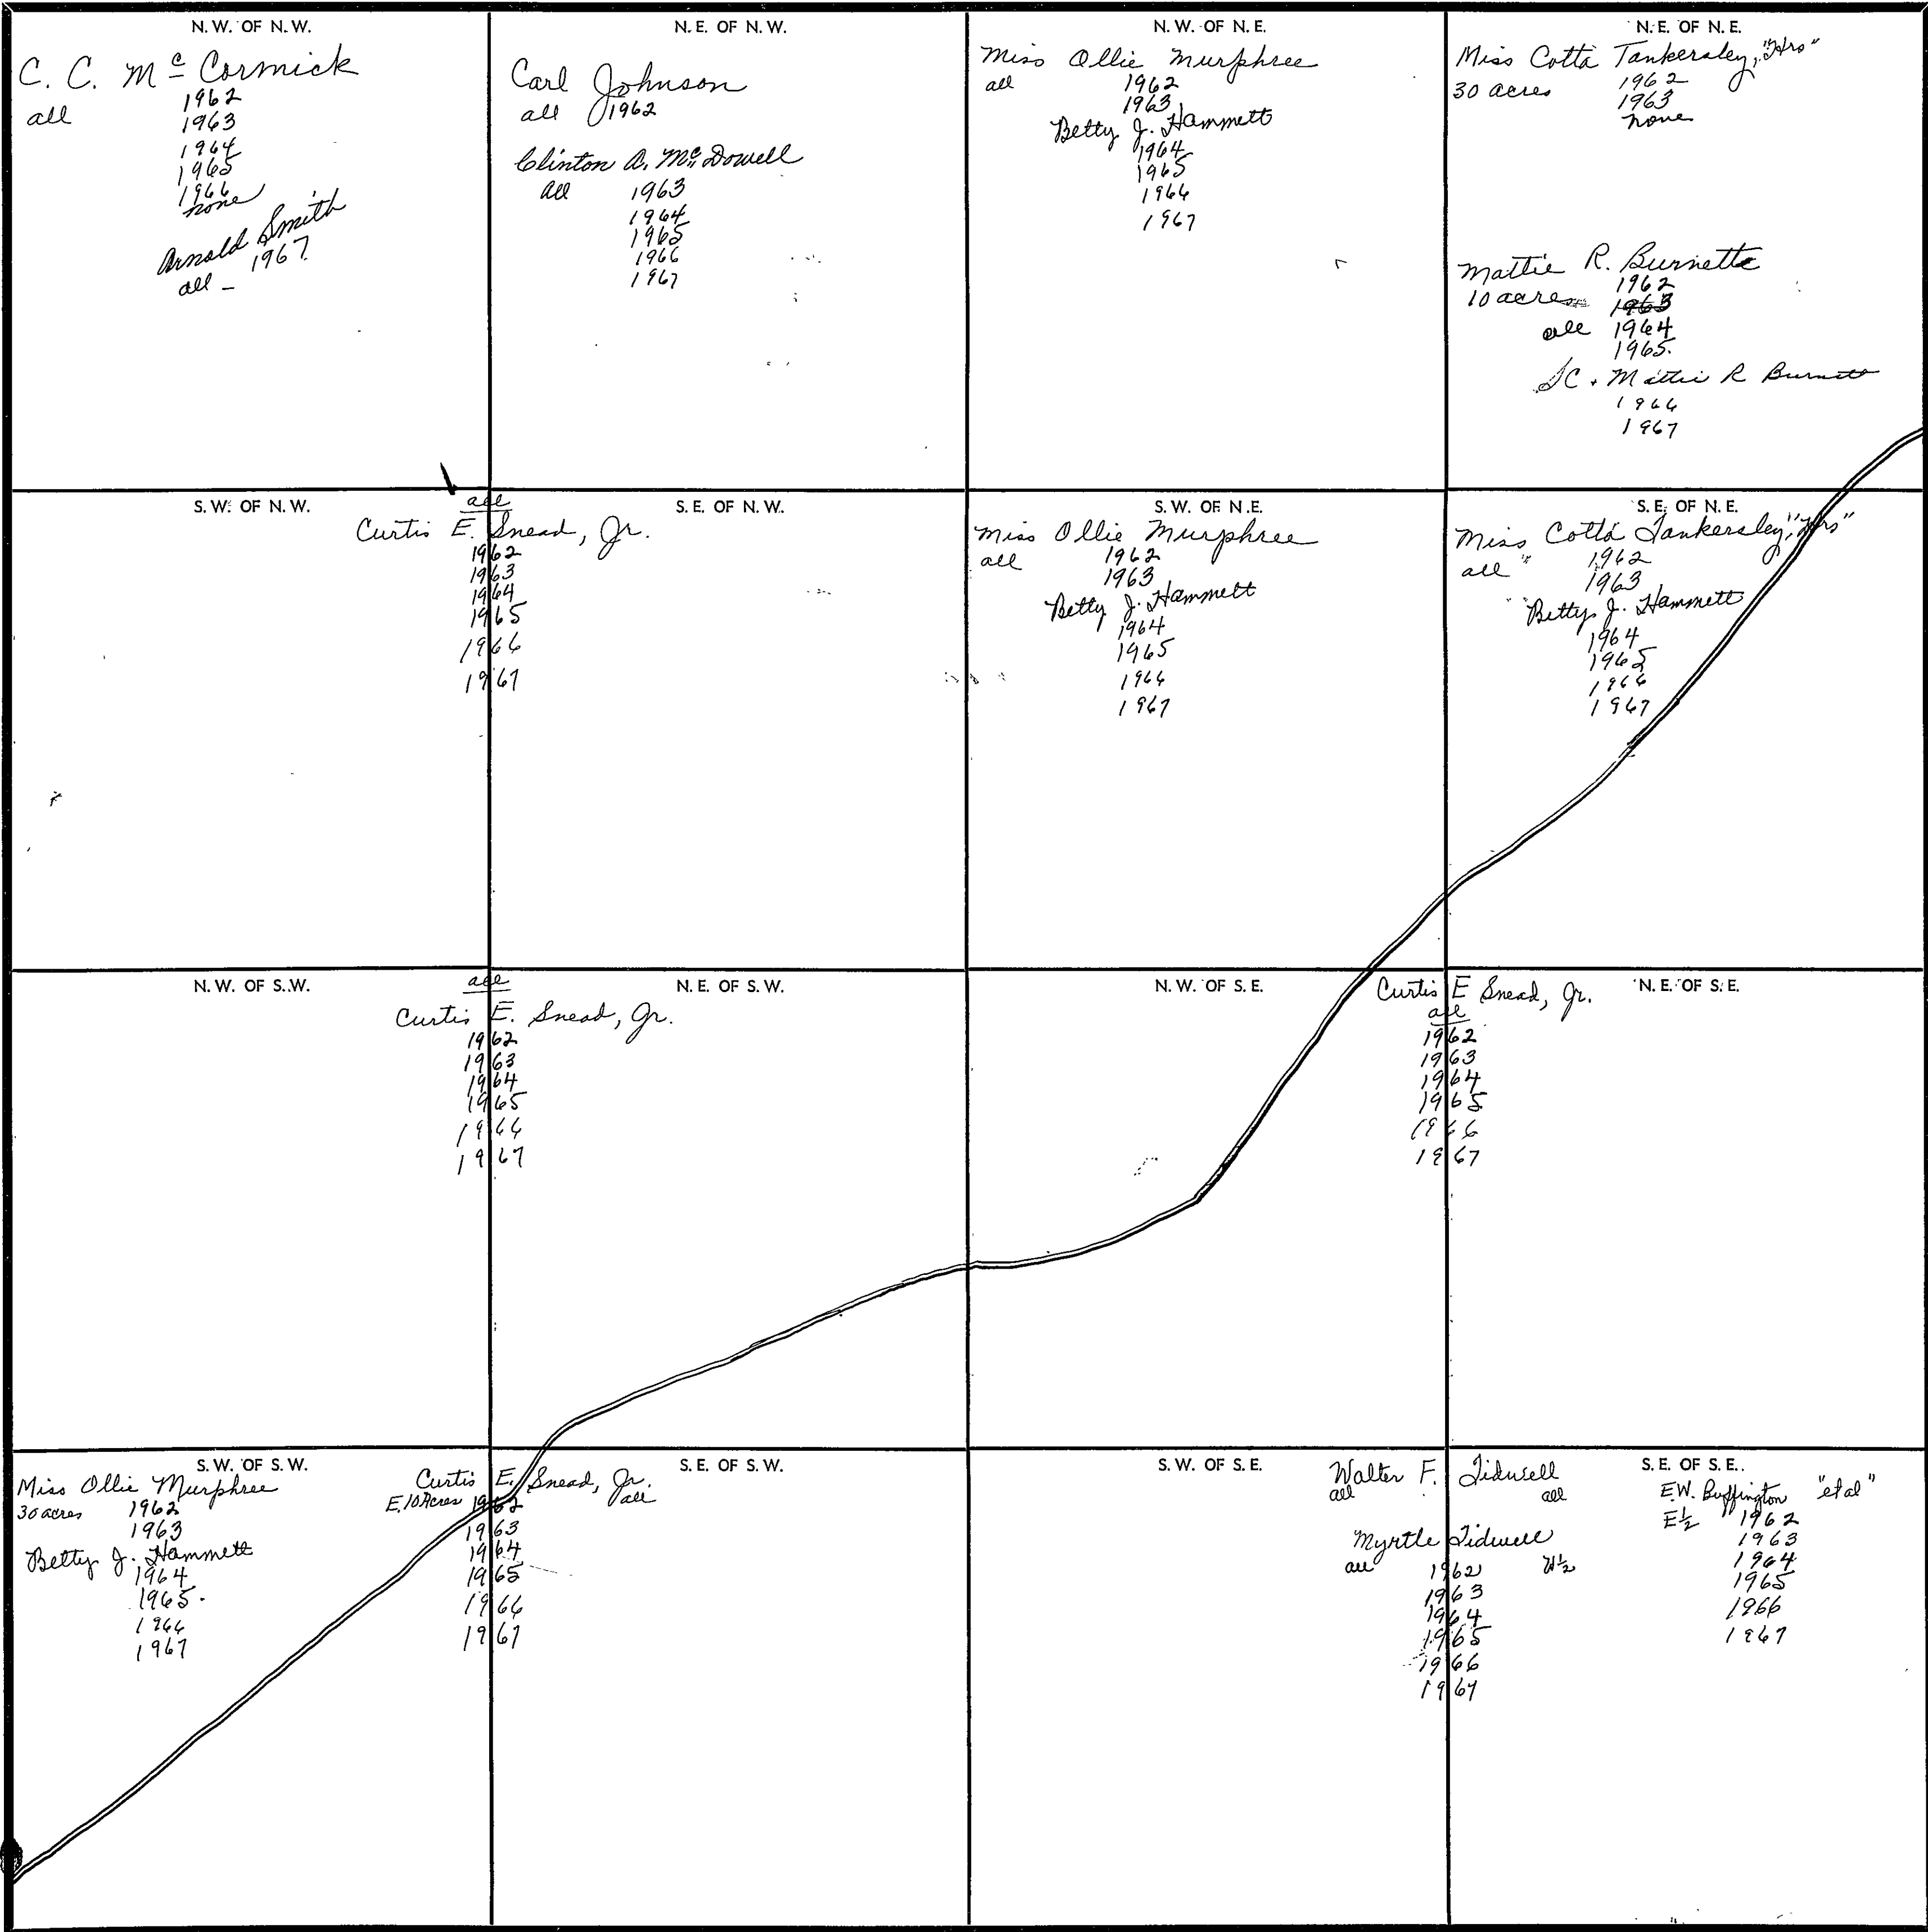 N.W. OF N.W.
C. C. McCormick
all
1962
1963
1964
1965
1966
none
Arnold Smith
all – 1967
N.E. OF N.W.
Carl Johnson
all 1962
Clinton A. McDowell
all 1963
1964
1965
1966
1967
N.W. OF N.E.
Miss Ollie Murphree
all 1962
1963
Betty J. Hammett
1964
1965
1966
1967
N.E. OF N.E.
Miss Cotta Tankersley, "Hrs"
30 acres 1962
1963
none
Mattie R. Burnette
1962
10 acres 1963
all 1964
1965.
Mattie R Burnett
1966
1967
S.W. OF N.W.
all
S.E. OF N.W.
Curtis E. Snead, Jr.
1962
1963
1964
1965
1966
1967
S.W. OF N.E.
Miss Ollie Murphree
all 1962
1963
Betty J. Hammett
1964
1965
1966
1967
S.E. OF N.E.
Miss Cotta Tankersley, "Hrs"
all 1962
1963
Betty J. Hammett
1964
1965
1966
1967
N.W. OF S.W.
all
N.E. OF S.W.
Curtis E. Snead, Jr.
1962
1963
1964
1965
1966
1967
N.W. OF S.E.
Curtis E Snead, Jr.
N.E. OF S.E.
all
1962
1963
1964
1965
1966
1967
S.W. OF S.W.
Miss Ollie Murphree
30 acres 1962
1963
Betty J. Hammett
1964
1965.
1966
1967
S.E. OF S.W.
Curtis E. Snead, Jr.
E. 10 Acres 1962 all
1963
1964
1965
1966
1967
S.W. OF S.E.
Walter F. Tidwell
all all
Myrtle Tidwell
all 1962 W½
1963
1964
1965
1966
1967
S.E. OF S.E.
E.W. Buffington "et al"
E½ 1962
1963
1964
1965
1966
1967